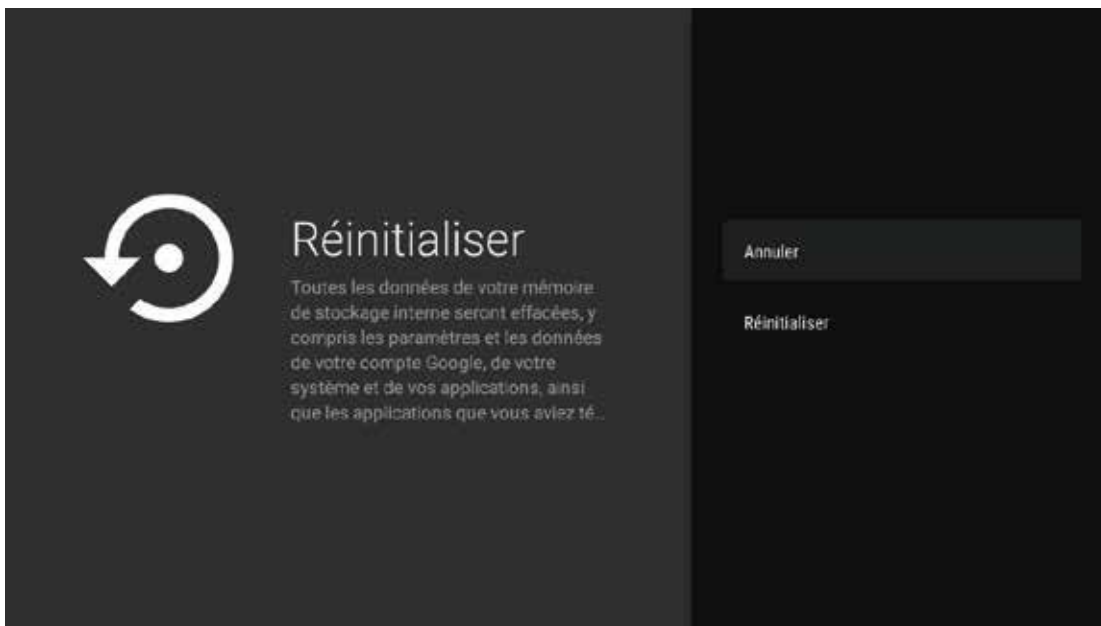 Réinitialiser
Toutes les données de votre mémoire
de stockage interne seront effacées, y
compris les paramètres et les données
de votre compte Google, de votre
système et de vos applications, ainsi
que les applications que vous aviez té...
Annuler
Réinitialiser